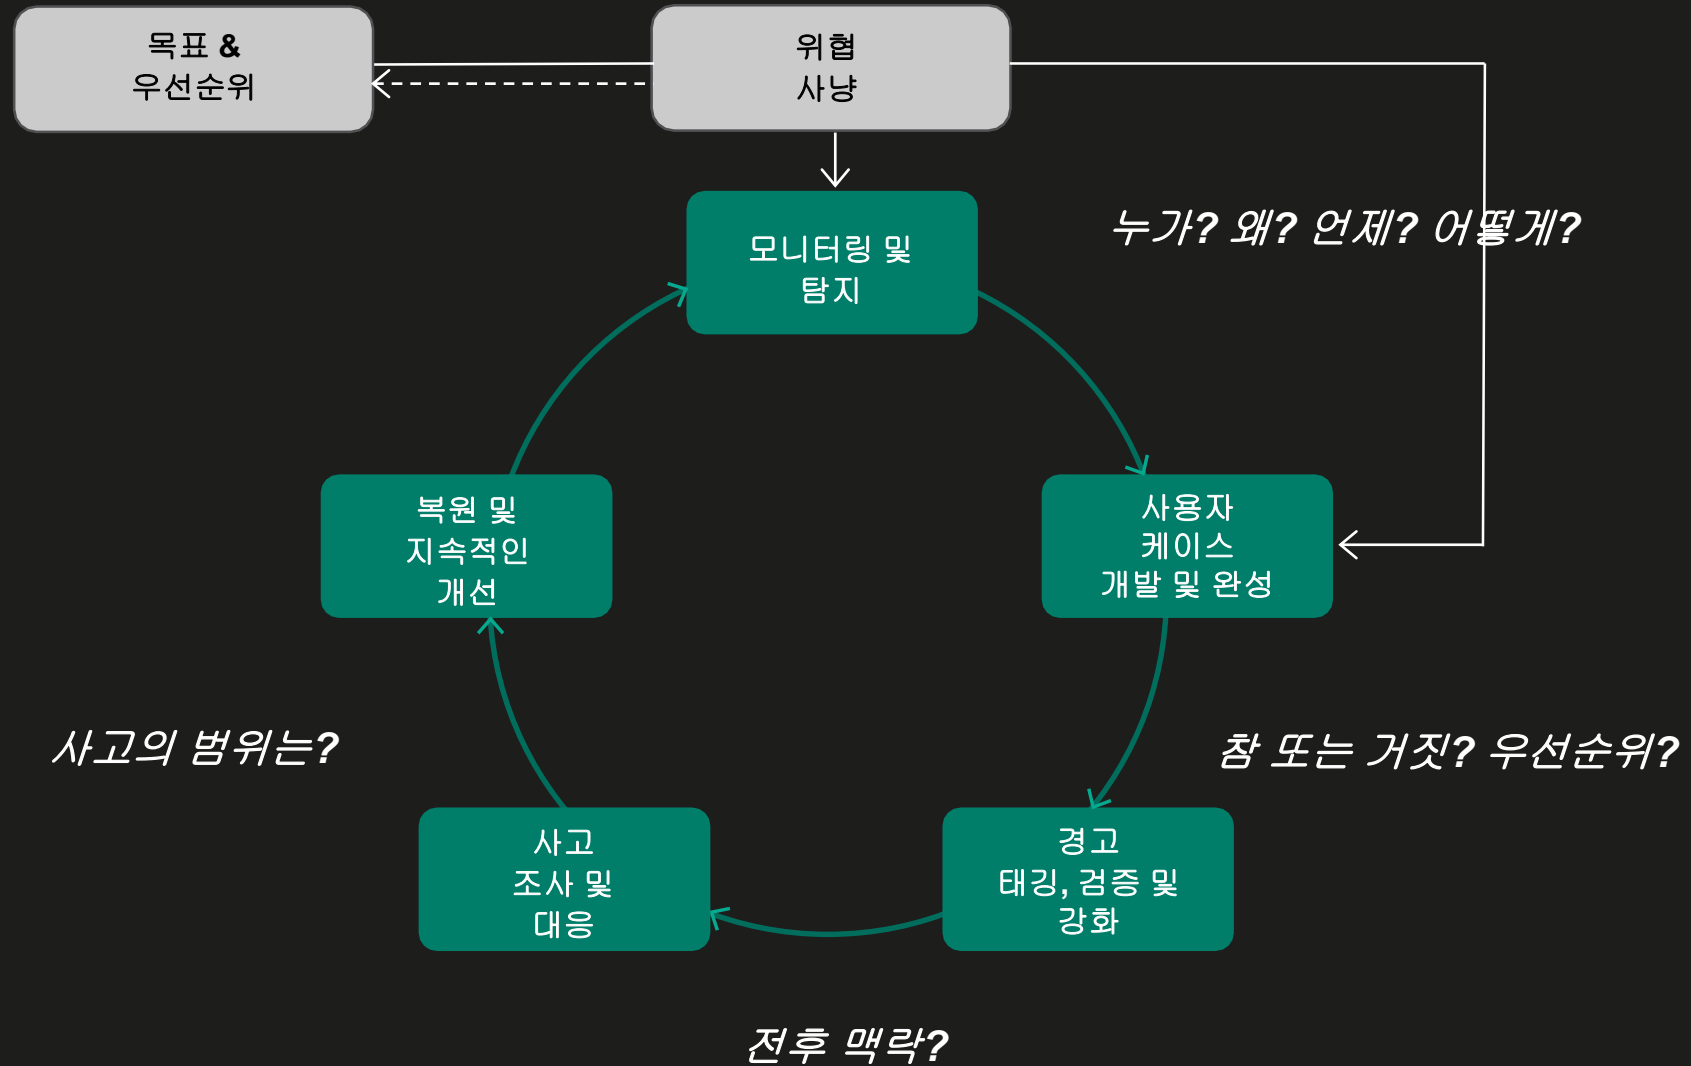 목표 &
우선순위
위협
사냥
누가? 왜? 언제? 어떻게?
모니터링 및
탐지
복원 및
지속적인
개선
사용자
케이스
개발 및 완성
사고의 범위는?
참 또는 거짓? 우선순위?
사고
조사 및
대응
경고
태깅, 검증 및
강화
전후 맥락?